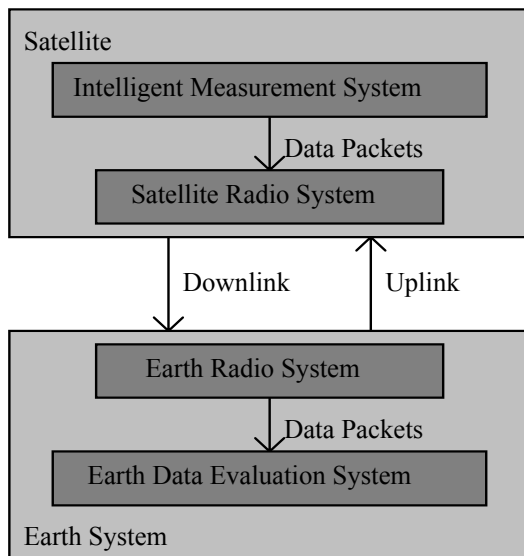 Satellite
Intelligent Measurement System
Data Packets
Satellite Radio System
Downlink
Uplink
Earth Radio System
Data Packets
Earth Data Evaluation System
Earth System